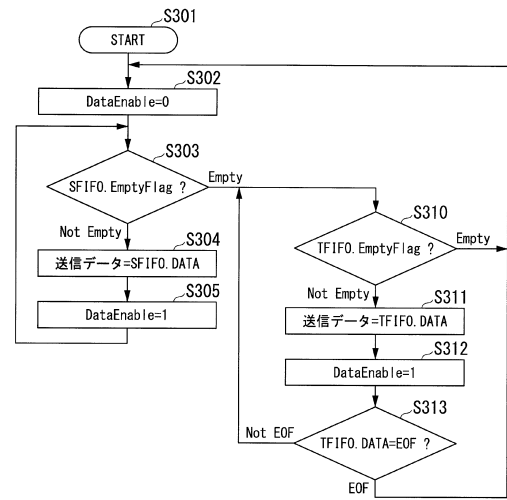 S301
START
S302
DataEnable=0
S303
SFIFO.EmptyFlag ?
Empty
Not Empty
S304
送信データ=SFIFO.DATA
S305
DataEnable=1
S310
TFIFO.EmptyFlag ?
Empty
Not Empty
S311
送信データ=TFIFO.DATA
S312
DataEnable=1
S313
TFIFO.DATA=EOF ?
Not EOF
EOF